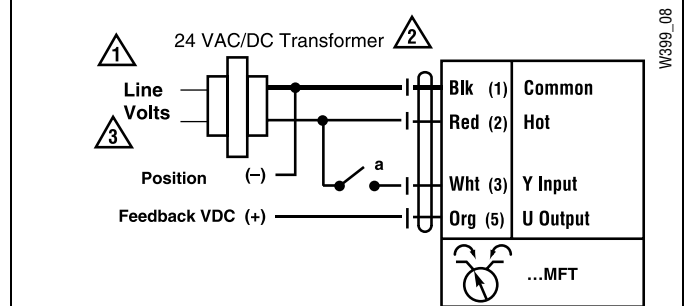 W399_08
24 VAC/DC Transformer
1
2
3
Line
Volts
Blk (1) Common
Red (2) Hot
a
Position (–)
Wht (3) Y Input
Feedback VDC (+)
Org (5) U Output
...MFT